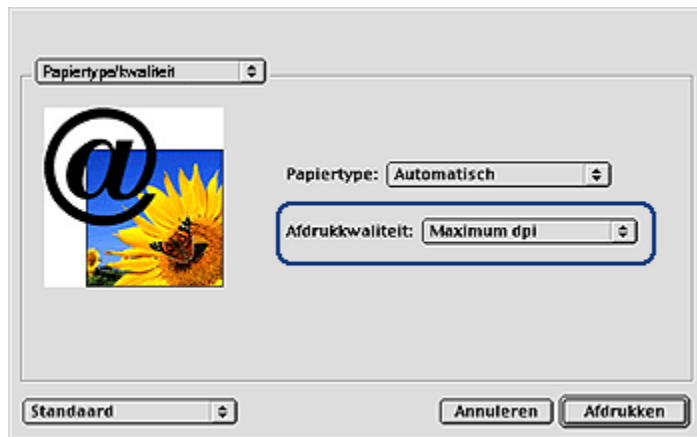 Papiertype/kwaliteit
@
Papiertype: Automatisch
Afdrukkwaliteit: Maximum dpi
Standaard
Annuleren
Afdrukken